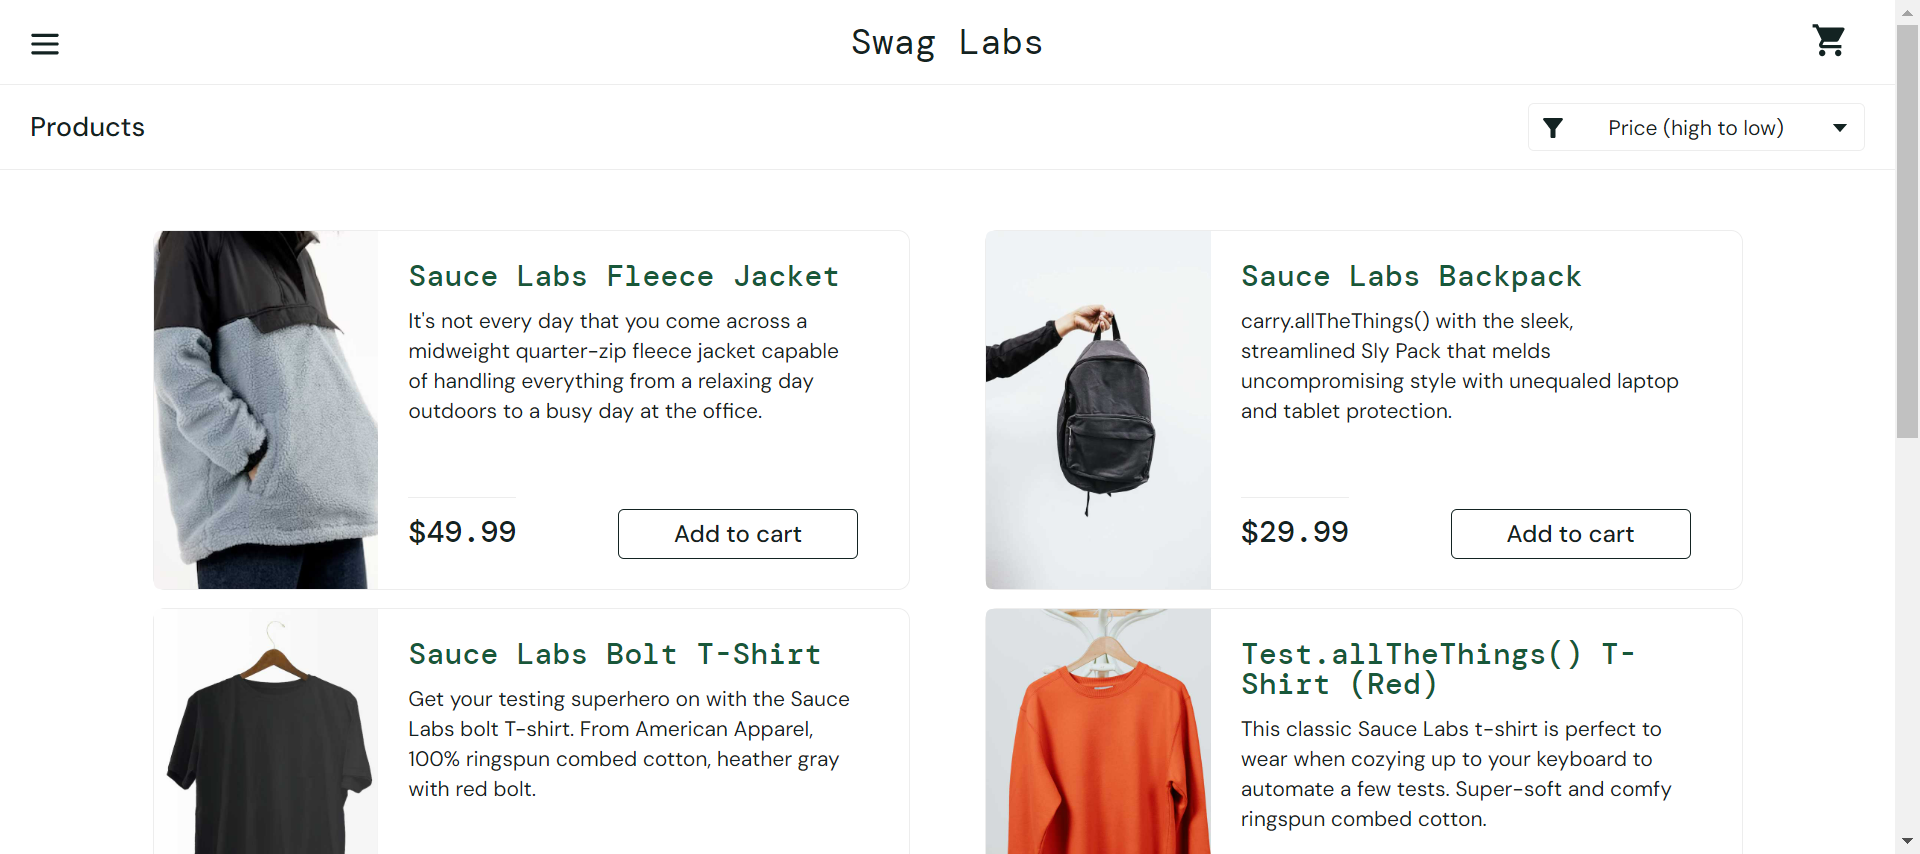 Swag Labs
Products
Price (high to low)
Sauce Labs Fleece Jacket
It's not every day that you come across a
midweight quarter-zip fleece jacket capable
of handling everything from a relaxing day
outdoors to a busy day at the office.
$49.99
Add to cart
Sauce Labs Backpack
carry.allTheThings() with the sleek,
streamlined Sly Pack that melds
uncompromising style with unequaled laptop
and tablet protection.
$29.99
Add to cart
Sauce Labs Bolt T-Shirt
Get your testing superhero on with the Sauce
Labs bolt T-shirt. From American Apparel,
100% ringspun combed cotton, heather gray
with red bolt.
Test.allTheThings() T-
Shirt (Red)
This classic Sauce Labs t-shirt is perfect to
wear when cozying up to your keyboard to
automate a few tests. Super-soft and comfy
ringspun combed cotton.